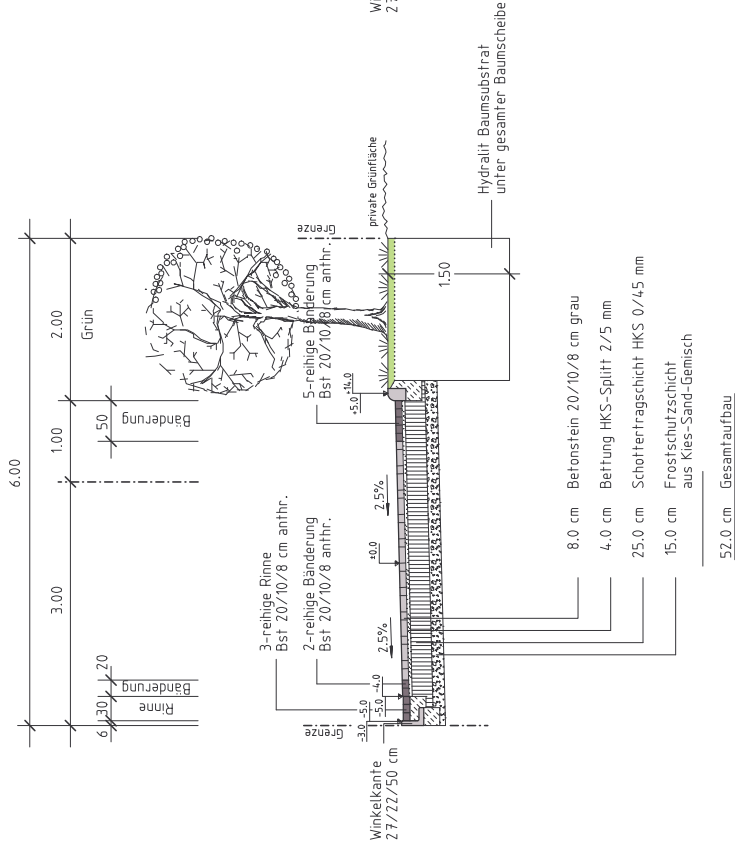 Wi
27
6.00
3.00
1.00
2.00
Grün
6
30
20
50
Rinne
Bänderung
Bänderung
3-reihige Rinne
Bst 20/10/8 cm anthr.
2-reihige Bänderung
Bst 20/10/8 anthr.
5-reihige Bänderung
Bst 20/10/8 cm anthr.
Grenze
Grenze
private Grünfläche
-3.0
-5.0
-5.0
-4.0
2.5%
±0.0
2.5%
+5.0
+14.0
1.50
Winkelkante
27/22/50 cm
Hydralit Baumsubstrat
unter gesamter Baumscheibe
8.0 cm Betonstein 20/10/8 cm grau
4.0 cm Bettung HKS-Splitt 2/5 mm
25.0 cm Schottertragschicht HKS 0/45 mm
15.0 cm Frostschutzschicht
aus Kies-Sand-Gemisch
52.0 cm Gesamtaufbau